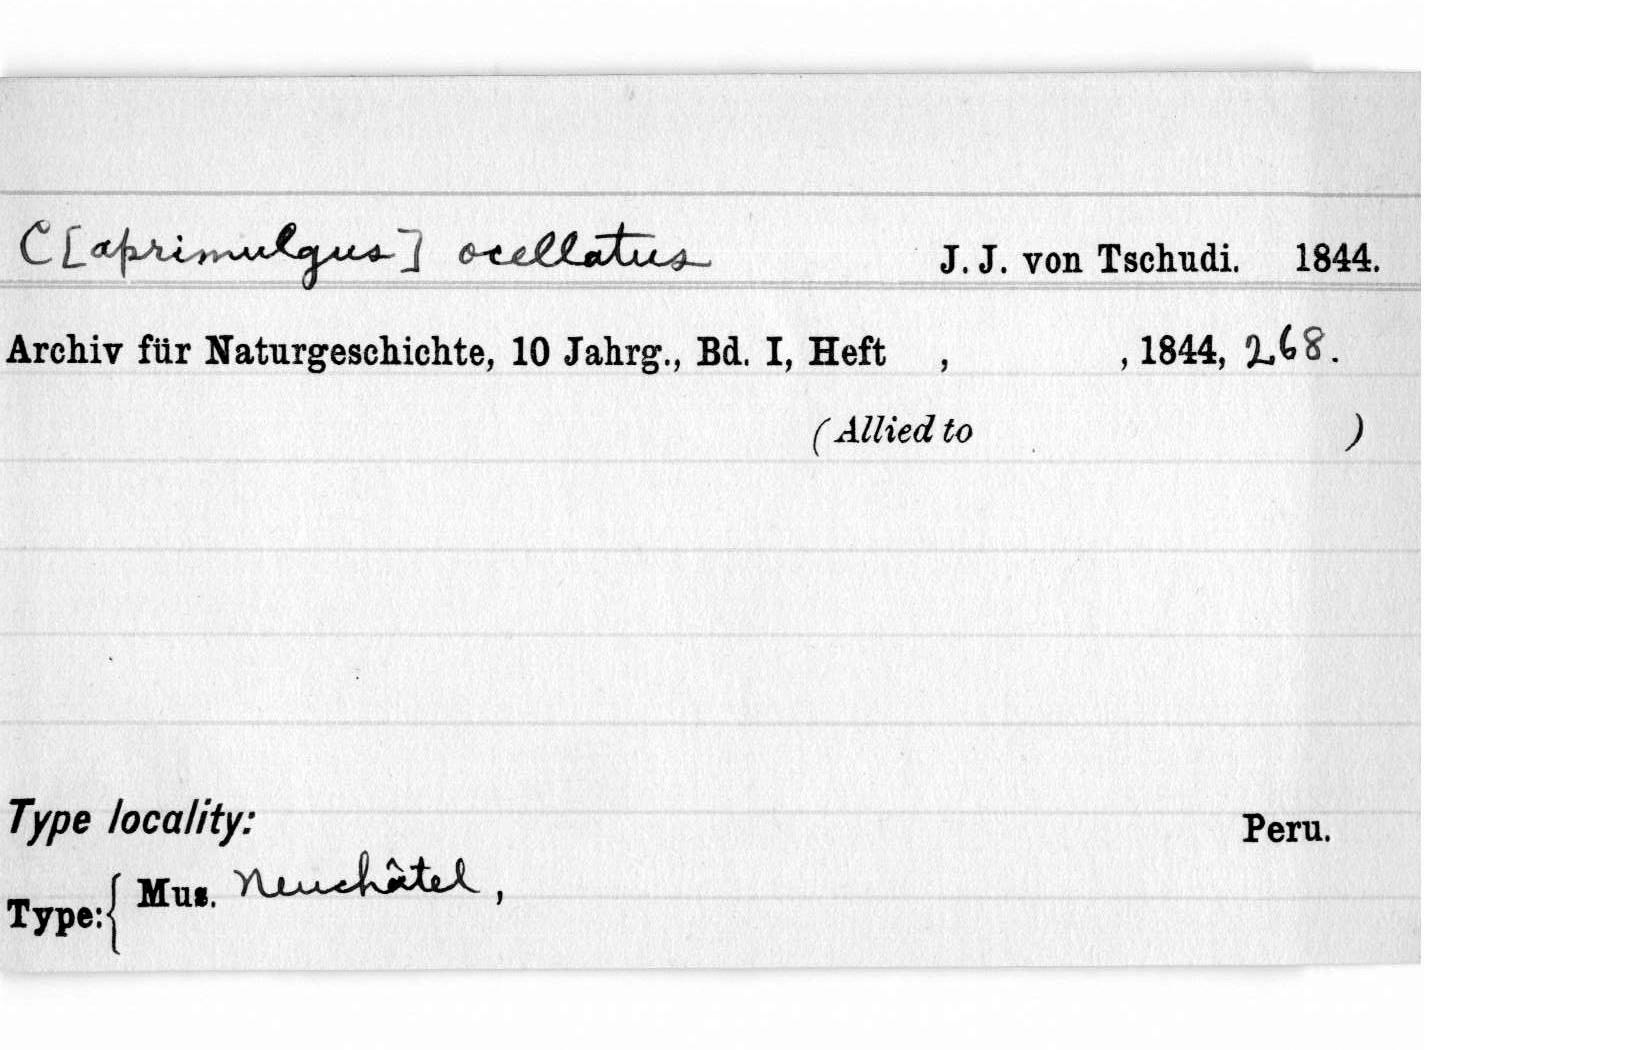 C[aprimulgus] ocellatus J. J. von Tschudi. 1844.
Archiv für Naturgeschichte, 10 Jahrg., Bd. I, Heft , , 1844, 268.
(Allied to )
Type locality: Peru.
Type:{ Mus. Neuchâtel ,